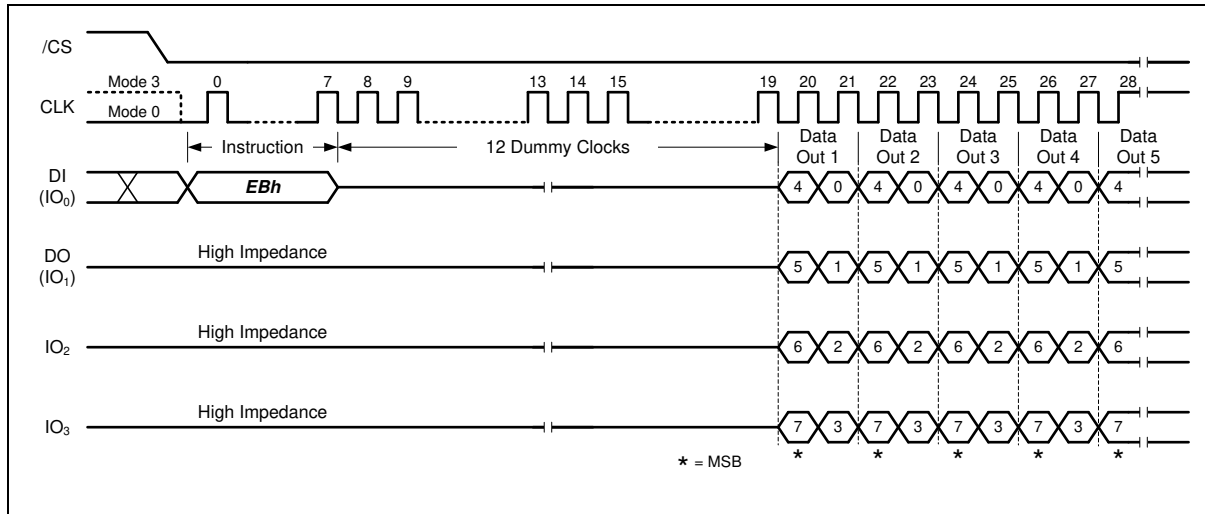 /CS
Mode 3
CLK
Mode 0
0 7 8 9 13 14 15 19 20 21 22 23 24 25 26 27 28
Instruction
12 Dummy Clocks
Data Out 1
Data Out 2
Data Out 3
Data Out 4
Data Out 5
DI
(IO₀)
EBh
4 0 4 0 4 0 4 0 4
DO
(IO₁)
High Impedance
5 1 5 1 5 1 5 1 5
IO₂
High Impedance
6 2 6 2 6 2 6 2 6
IO₃
High Impedance
7 3 7 3 7 3 7 3 7
* = MSB
* * * * *